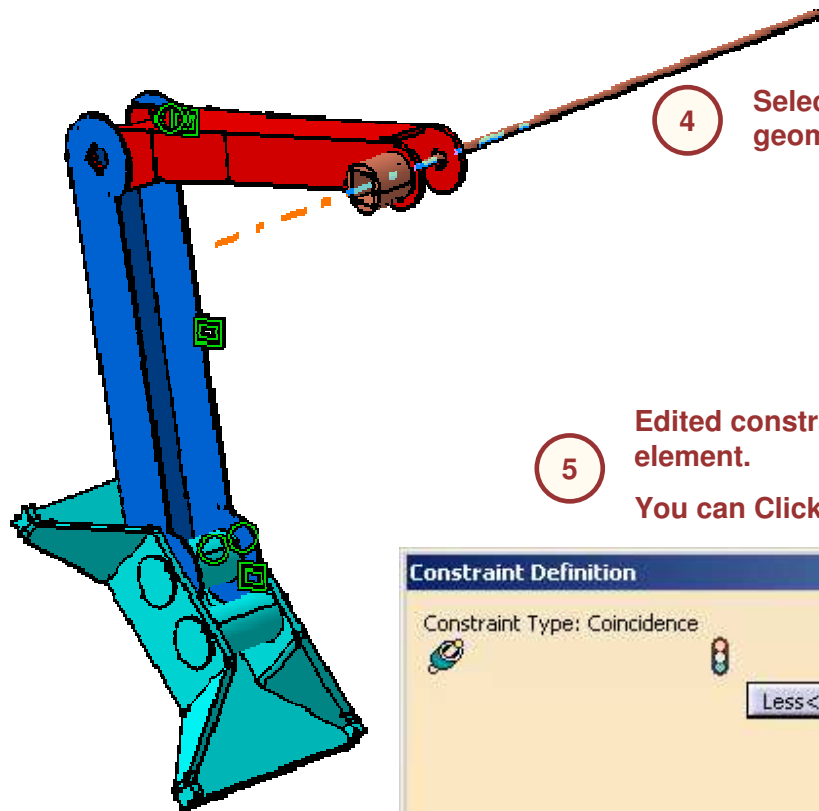 4
Selec
geom
5
Edited constr
element.
You can Click
Constraint Definition
Constraint Type: Coincidence
Less<